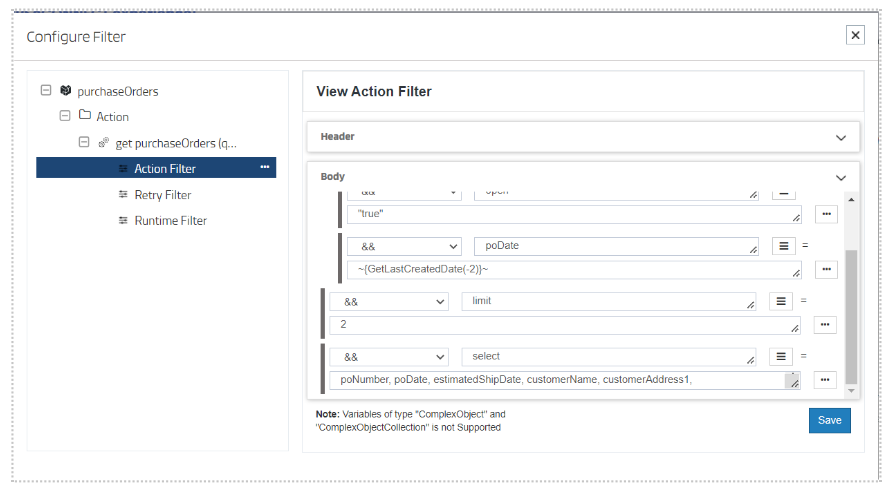 Configure Filter
purchaseOrders
Action
get purchaseOrders (q...
Action Filter
Retry Filter
Runtime Filter
View Action Filter
Header
Body
&& open
"true"
&& poDate =
~{GetLastCreatedDate(-2)}~
&& limit =
2
&& select =
poNumber, poDate, estimatedShipDate, customerName, customerAddress1,
Note: Variables of type "ComplexObject" and
"ComplexObjectCollection" is not Supported
Save